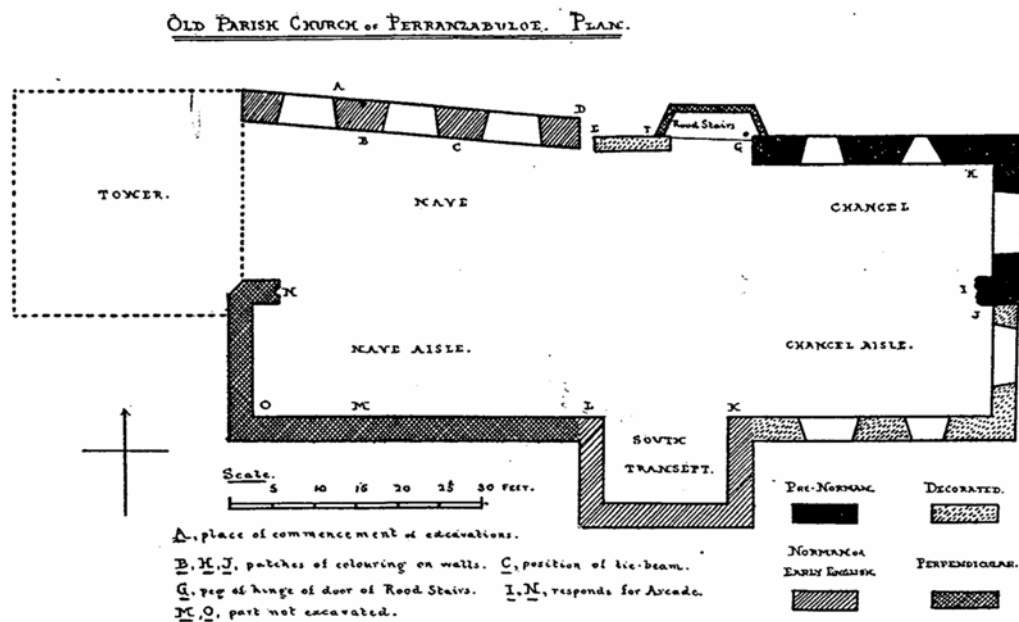 OLD PARISH CHURCH OF PERRANZABULOE. PLAN.
A
D
E
F
ROOD STAIRS
B
C
G
TOWER.
NAVE
CHANCEL
H
N
I
J
NAVE AISLE.
CHANCEL AISLE.
O
M
L
K
SOUTH
TRANSEPT.
Scale.
5 10 15 20 25 30 FEET.
A, place of commencement of excavations.
B, H, J, patches of colouring on walls. C, position of tie-beam.
G, peg of hinge of door of Rood Stairs. I, N, responds for Arcade.
M, O, part not excavated.
PRE-NORMAN.
DECORATED.
NORMAN OR
EARLY ENGLISH
PERPENDICULAR.